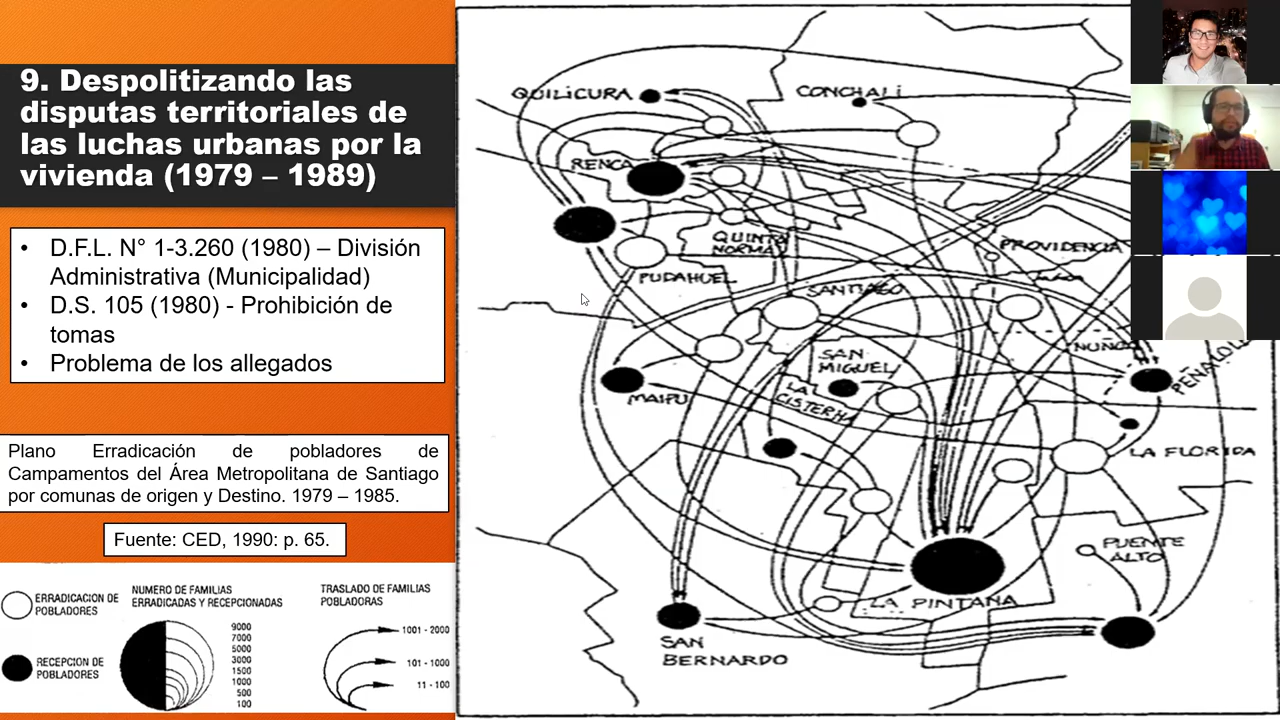 9. Despolitizando las
disputas territoriales de
las luchas urbanas por la
vivienda (1979 – 1989)
• D.F.L. N° 1-3.260 (1980) – División
Administrativa (Municipalidad)
• D.S. 105 (1980) - Prohibición de
tomas
• Problema de los allegados
Plano Erradicación de pobladores de
Campamentos del Área Metropolitana de Santiago
por comunas de origen y Destino. 1979 – 1985.
Fuente: CED, 1990: p. 65.
ERRADICACION DE
POBLADORES
RECEPCION DE
POBLADORES
NUMERO DE FAMILIAS
ERRADICADAS Y RECEPCIONADAS
9000
7000
5000
3000
1500
1000
500
100
TRASLADO DE FAMILIAS
POBLADORAS
1001 - 2000
101 - 1000
11 - 100
QUILICURA
CONCHALI
RENCA
QUINTA
NORMAL
PROVIDENCIA
PUDAHUEL
SANTIAGO
SAN
MIGUEL
LA
MAIPU
LA FLORIDA
PUENTE
ALTO
LA PINTANA
SAN
BERNARDO